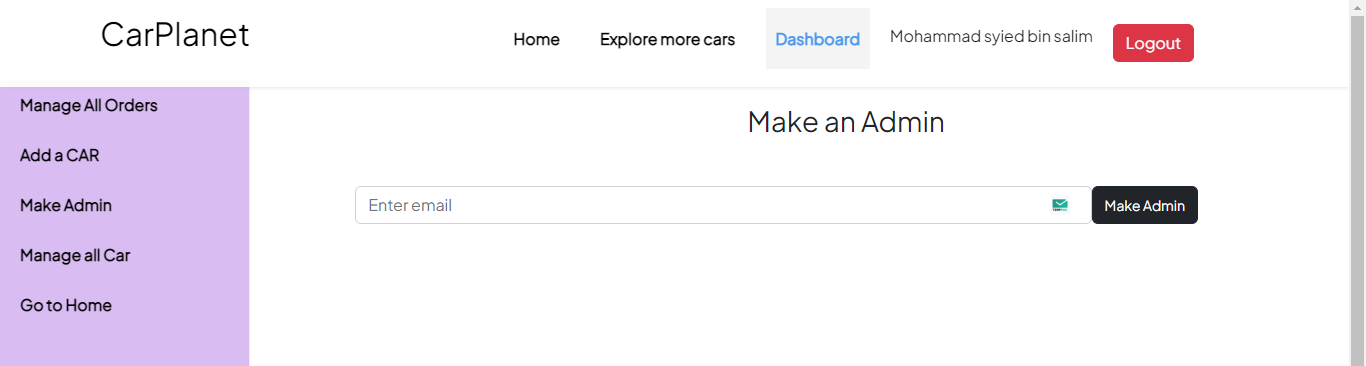 CarPlanet
Home
Explore more cars
Dashboard
Mohammad syied bin salim
Logout
Manage All Orders
Add a CAR
Make Admin
Manage all Car
Go to Home
Make an Admin
Enter email
Make Admin